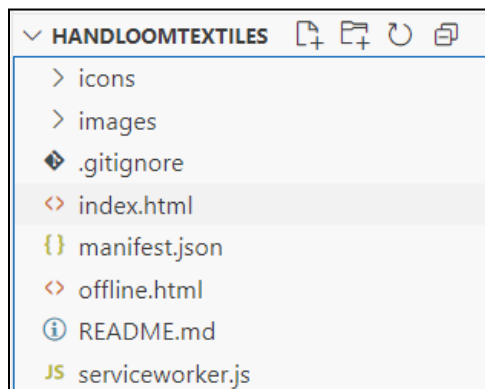 HANDLOOMTEXTILES
icons
images
.gitignore
<> index.html
{} manifest.json
<> offline.html
README.md
JS serviceworker.js